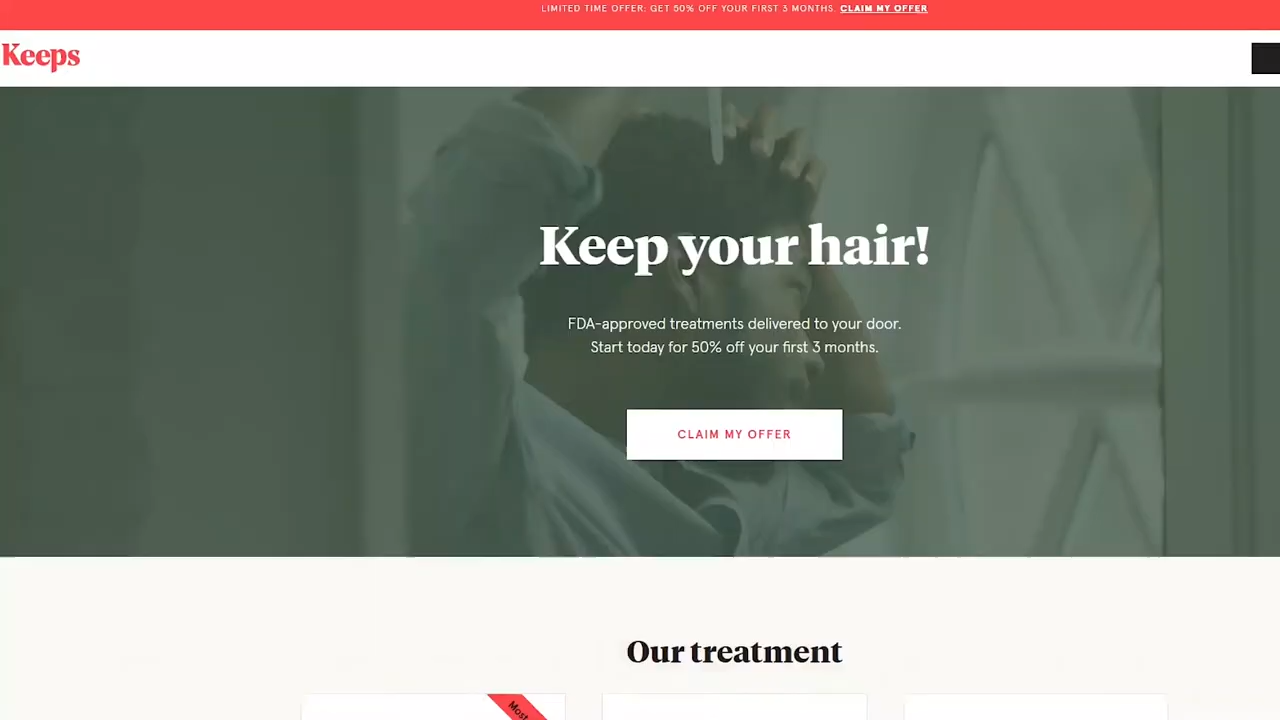 LIMITED TIME OFFER: GET 50% OFF YOUR FIRST 3 MONTHS. CLAIM MY OFFER
Keeps
Keep your hair!
FDA-approved treatments delivered to your door.
Start today for 50% off your first 3 months.
CLAIM MY OFFER
Our treatment
Most